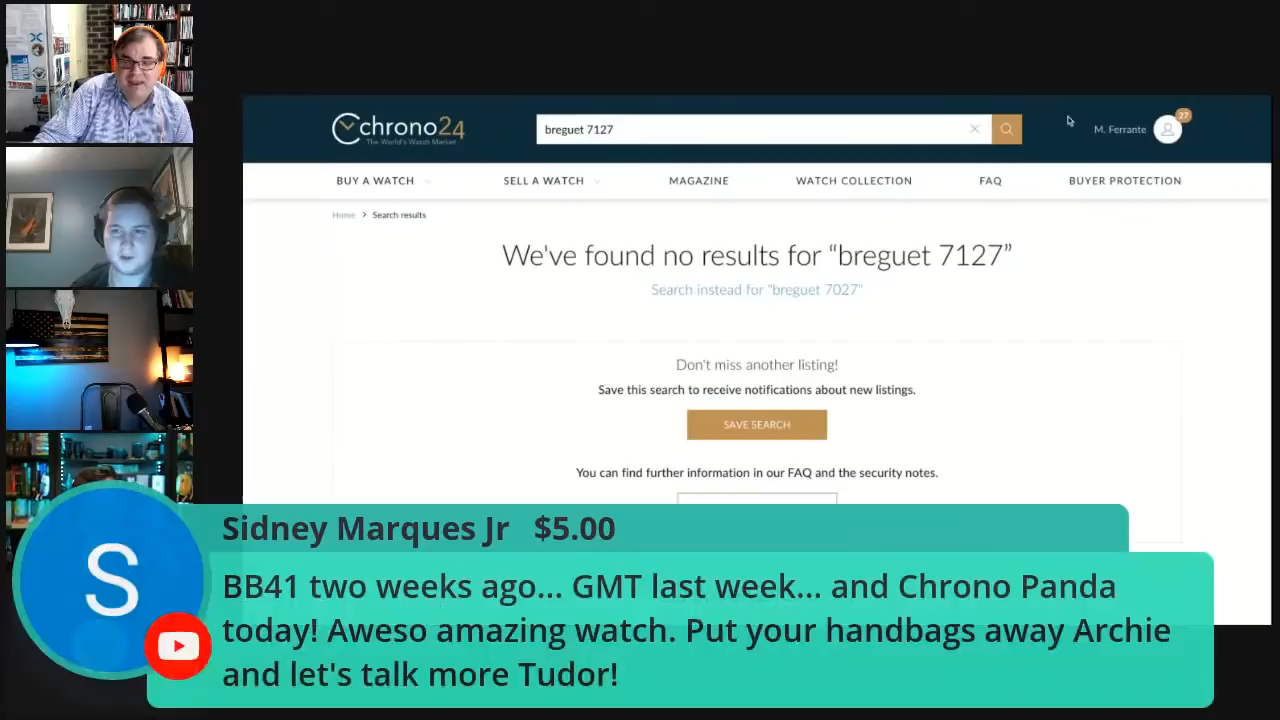 chrono24
The World's Watch Market
breguet 7127
M. Ferrante
27
BUY A WATCH
SELL A WATCH
MAGAZINE
WATCH COLLECTION
FAQ
BUYER PROTECTION
Home > Search results
We've found no results for “breguet 7127”
Search instead for "breguet 7027"
Don't miss another listing!
Save this search to receive notifications about new listings.
SAVE SEARCH
You can find further information in our FAQ and the security notes.
S
Sidney Marques Jr $5.00
BB41 two weeks ago... GMT last week... and Chrono Panda
today! Aweso amazing watch. Put your handbags away Archie
and let's talk more Tudor!